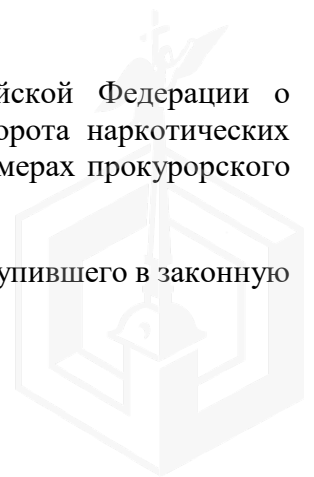 йской Федерации о
орота наркотических
мерах прокурорского
упившего в законную